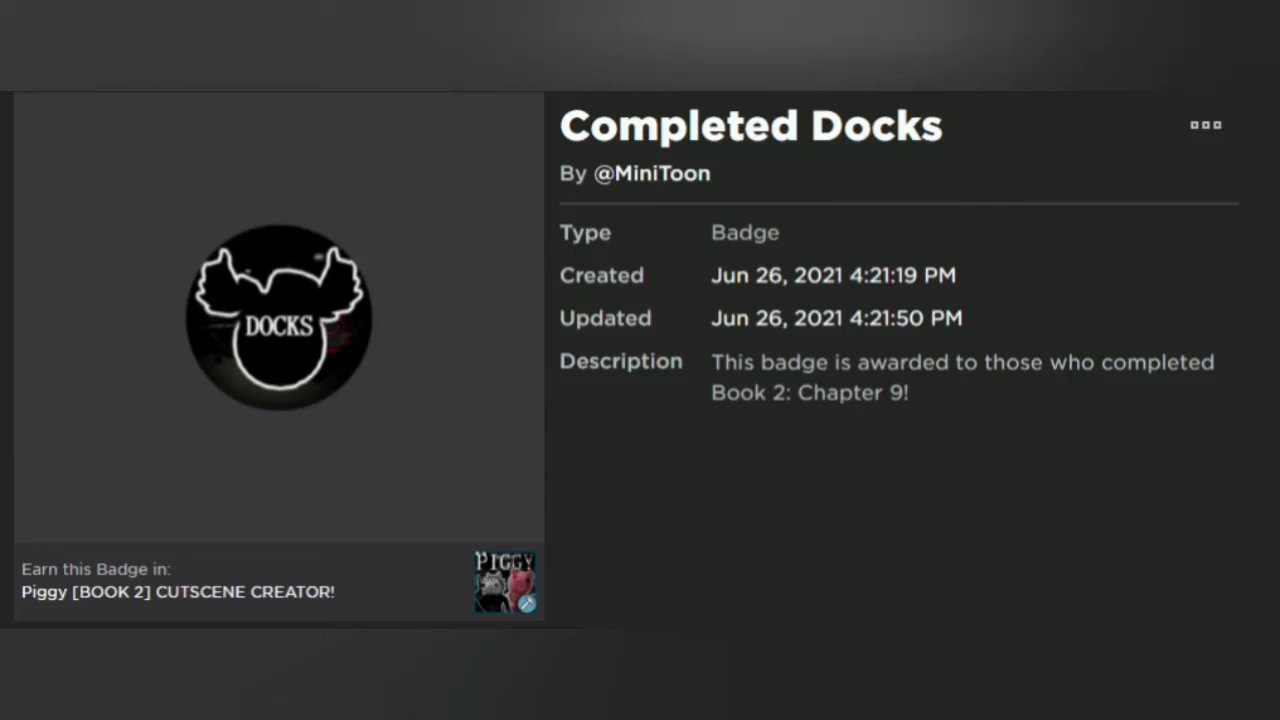 Completed Docks
By @MiniToon
Type Badge
Created Jun 26, 2021 4:21:19 PM
Updated Jun 26, 2021 4:21:50 PM
Description This badge is awarded to those who completed
Book 2: Chapter 9!
DOCKS
Earn this Badge in:
Piggy [BOOK 2] CUTSCENE CREATOR!
PIGGY